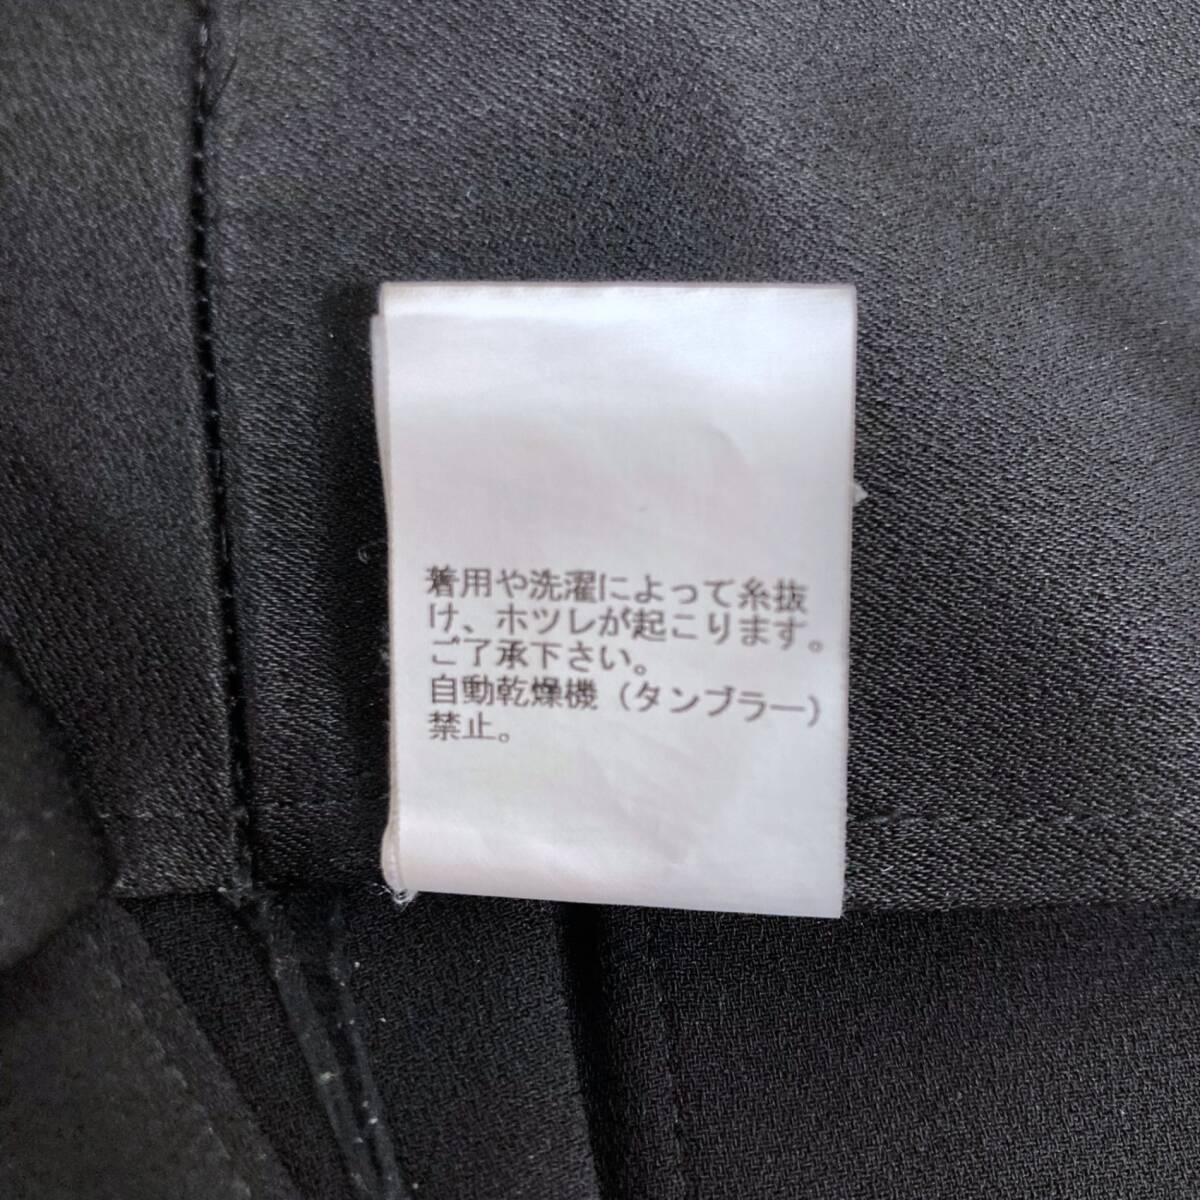 着用や洗濯によって糸抜
け、ホツレが起こります。
ご了承下さい。
自動乾燥機（タンブラー）
禁止。